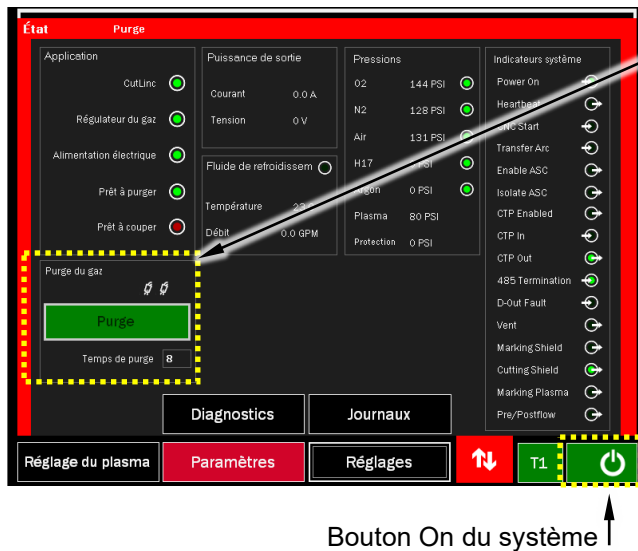 État Purge
Application
CutLinc
Régulateur du gaz
Alimentation électrique
Prêt à purger
Prêt à couper
Puissance de sortie
Courant 0.0 A
Tension 0 V
Fluide de refroidissem
Température 23
Débit 0.0 GPM
Pressions
O2 144 PSI
N2 128 PSI
Air 131 PSI
H17 PSI
Argon 0 PSI
Plasma 80 PSI
Protection 0 PSI
Indicateurs système
Power On
Heartbeat
CNC Start
Transfer Arc
Enable ASC
Isolate ASC
CTP Enabled
CTP In
CTP Out
485 Termination
D-Out Fault
Vent
Marking Shield
Cutting Shield
Marking Plasma
Pre/Postflow
Purge du gaz
Purge
Temps de purge 8
Diagnostics Journaux
Réglage du plasma Paramètres Réglages T1
Bouton On du système